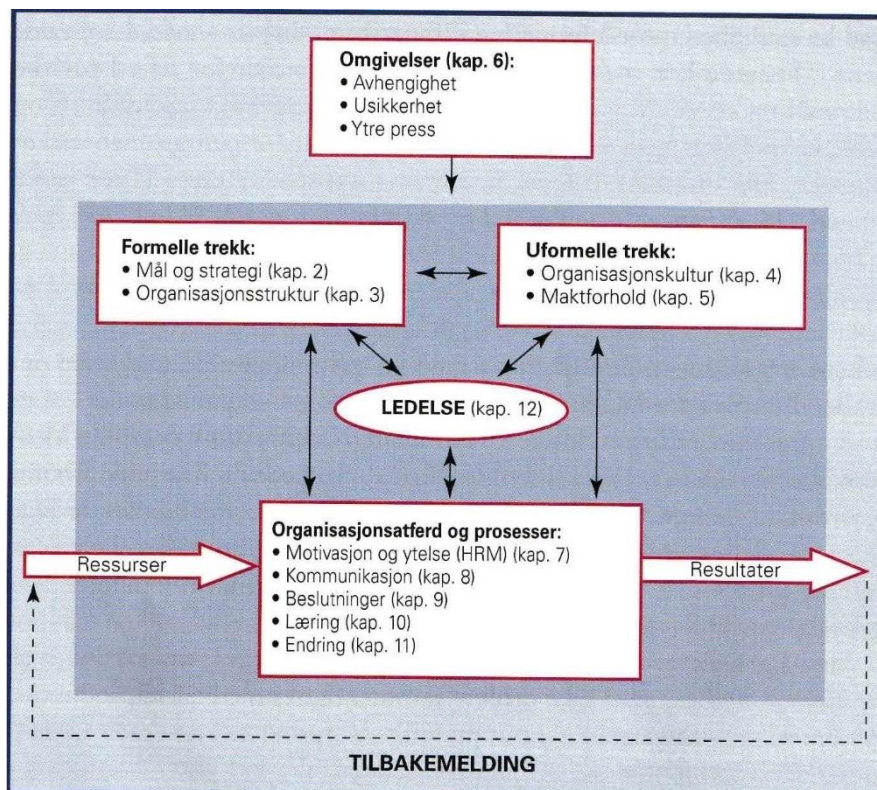 Omgivelser (kap. 6):
• Avhengighet
• Usikkerhet
• Ytre press
Formelle trekk:
• Mål og strategi (kap. 2)
• Organisasjonsstruktur (kap. 3)
Uformelle trekk:
• Organisasjonskultur (kap. 4)
• Maktforhold (kap. 5)
LEDELSE (kap. 12)
Organisasjonsatferd og prosesser:
• Motivasjon og ytelse (HRM) (kap. 7)
• Kommunikasjon (kap. 8)
• Beslutninger (kap. 9)
• Læring (kap. 10)
• Endring (kap. 11)
Ressurser
Resultater
TILBAKEMELDING